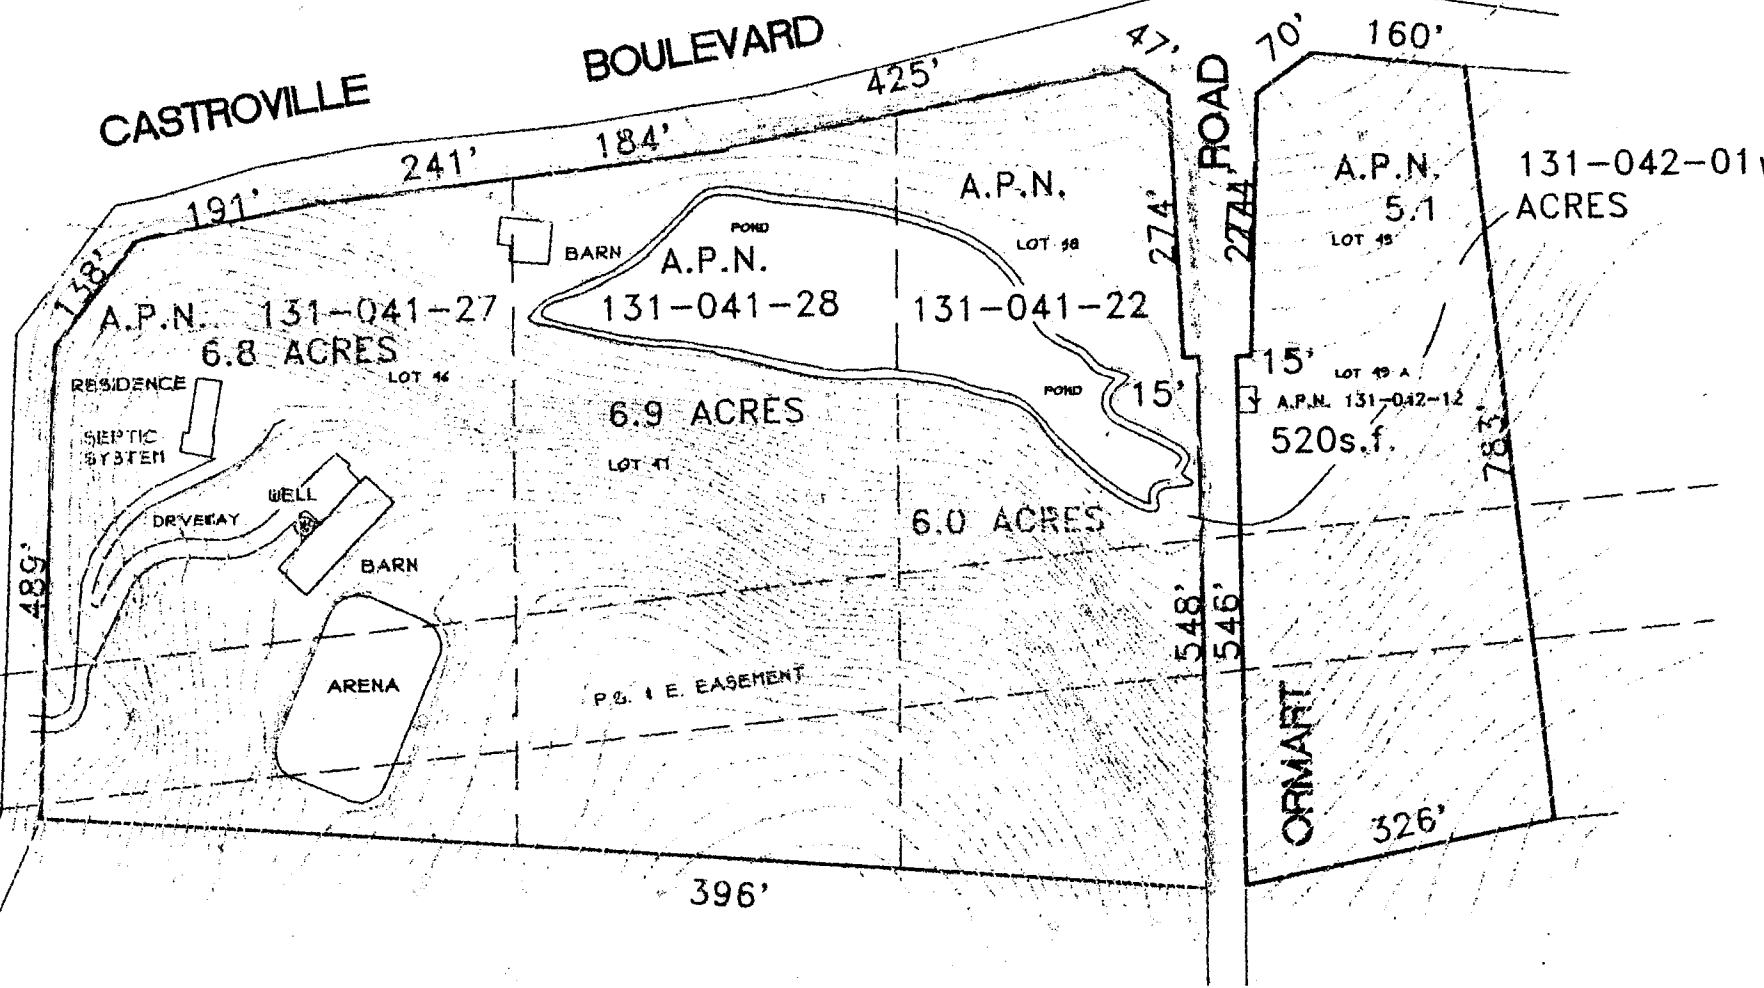 CASTROVILLE BOULEVARD
ROAD
47'
70'
160'
425'
184'
241'
191'
138'
A.P.N. 131-041-27
6.8 ACRES
LOT 46
RESIDENCE
SEPTIC
SYSTEM
WELL
DRVEWAY
BARN
ARENA
489'
BARN
POND
A.P.N.
131-041-28
6.9 ACRES
LOT 47
A.P.N.
LOT 48
131-041-22
POND
15'
6.0 ACRES
274'
A.P.N. 131-042-01
5.1 ACRES
LOT 45
15'
LOT 49 A
A.P.N. 131-042-12
520s.f.
783'
548'
546'
P.G. & E. EASEMENT
ORMART
326'
396'